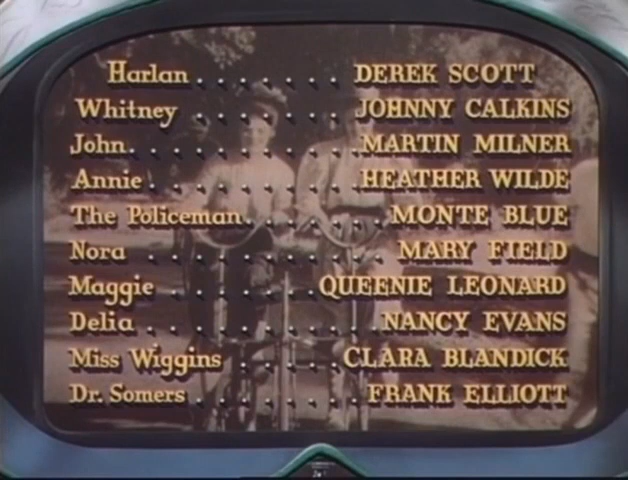 Harlan . . . . . . . DEREK SCOTT
Whitney . . . . . . JOHNNY CALKINS
John. . . . . . . . . .MARTIN MILNER
Annie. . . . . . . . .HEATHER WILDE
The Policeman. . . . . . MONTE BLUE
Nora . . . . . . . . . MARY FIELD
Maggie . . . . . .QUEENIE LEONARD
Delia . . . . . . . . . .NANCY EVANS
Miss Wiggins . . . . .CLARA BLANDICK
Dr. Somers . . . . . . .FRANK ELLIOTT